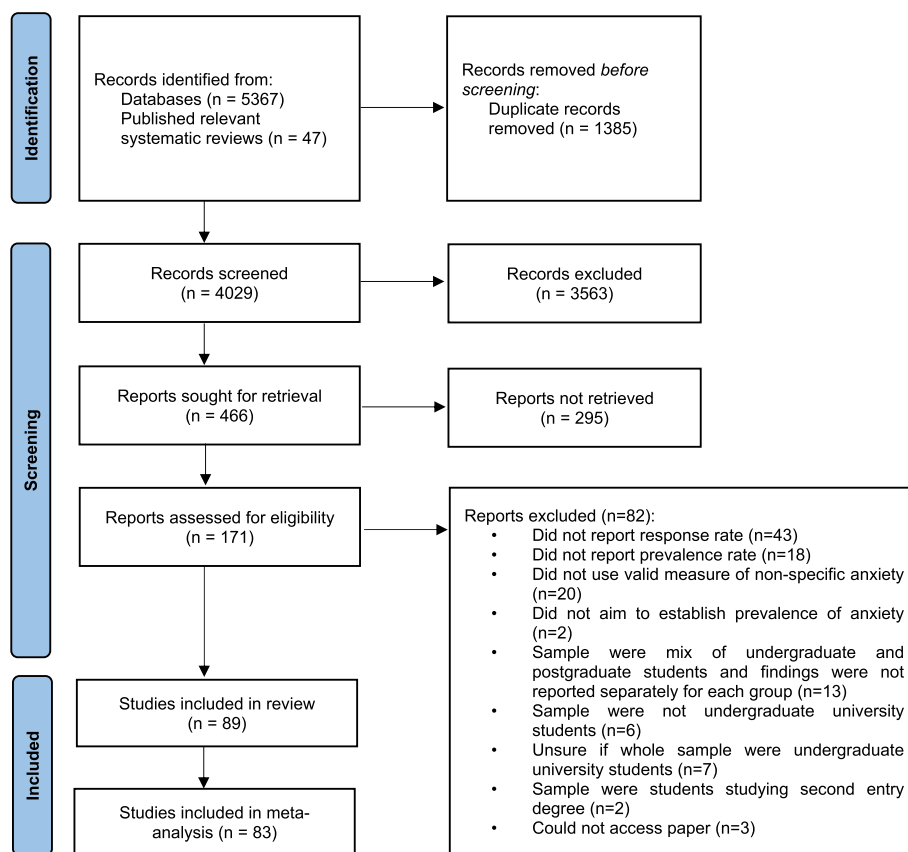 Identification
Records identified from:
Databases (n = 5367)
Published relevant
systematic reviews (n = 47)
Records removed before
screening:
Duplicate records
removed (n = 1385)
Screening
Records screened
(n = 4029)
Records excluded
(n = 3563)
Reports sought for retrieval
(n = 466)
Reports not retrieved
(n = 295)
Reports assessed for eligibility
(n = 171)
Reports excluded (n=82):
• Did not report response rate (n=43)
• Did not report prevalence rate (n=18)
• Did not use valid measure of non-specific anxiety
(n=20)
• Did not aim to establish prevalence of anxiety
(n=2)
• Sample were mix of undergraduate and
postgraduate students and findings were not
reported separately for each group (n=13)
• Sample were not undergraduate university
students (n=6)
• Unsure if whole sample were undergraduate
university students (n=7)
• Sample were students studying second entry
degree (n=2)
• Could not access paper (n=3)
Included
Studies included in review
(n = 89)
Studies included in meta-
analysis (n = 83)